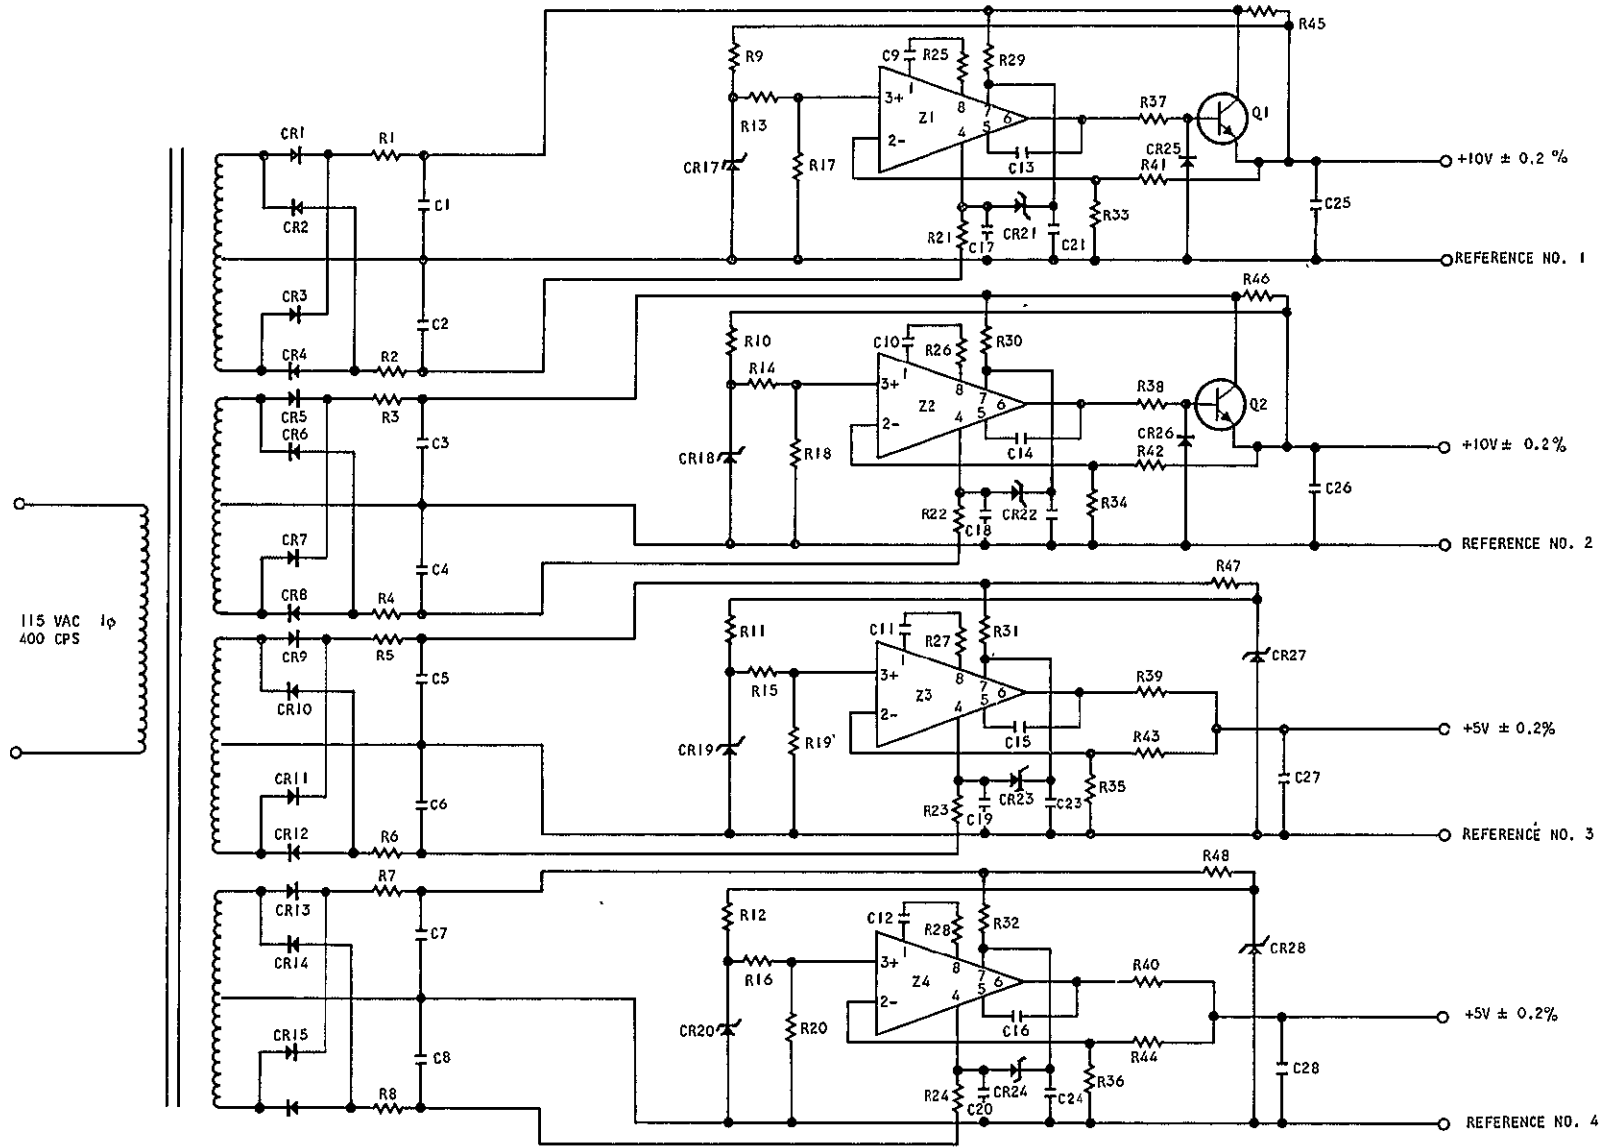 R45
R9
C9
R25
R29
1
3+
8
7
6
R13
Z1
4
5
2-
R37
Q1
CR25
R41
CR17
R17
C13
+10V ± 0.2 %
R33
C25
R21
C17
CR21
C21
REFERENCE NO. 1
CR1
R1
CR2
C1
CR3
C2
CR4
R2
R46
R10
C10
R26
R30
R14
1
3+
8
7
6
Z2
4
5
2-
R38
Q2
CR26
R42
CR18
R18
C14
+10V ± 0.2%
R34
C26
R22
C18
CR22
REFERENCE NO. 2
CR5
R3
CR6
C3
CR7
C4
CR8
R4
115 VAC 1φ
400 CPS
R47
R11
C11
R27
R31
CR27
R15
1
3+
8
7
6
Z3
4
5
2-
R39
R43
CR19
R19
C15
+5V ± 0.2%
R35
C27
R23
C19
CR23
C23
REFERENCE NO. 3
CR9
R5
CR10
C5
CR11
C6
CR12
R6
R48
R12
C12
R28
R32
CR28
R16
1
3+
8
7
6
Z4
4
5
2-
R40
R44
CR20
R20
C16
+5V ± 0.2%
R36
C28
R24
C20
CR24
C24
REFERENCE NO. 4
CR13
R7
CR14
C7
CR15
C8
R8